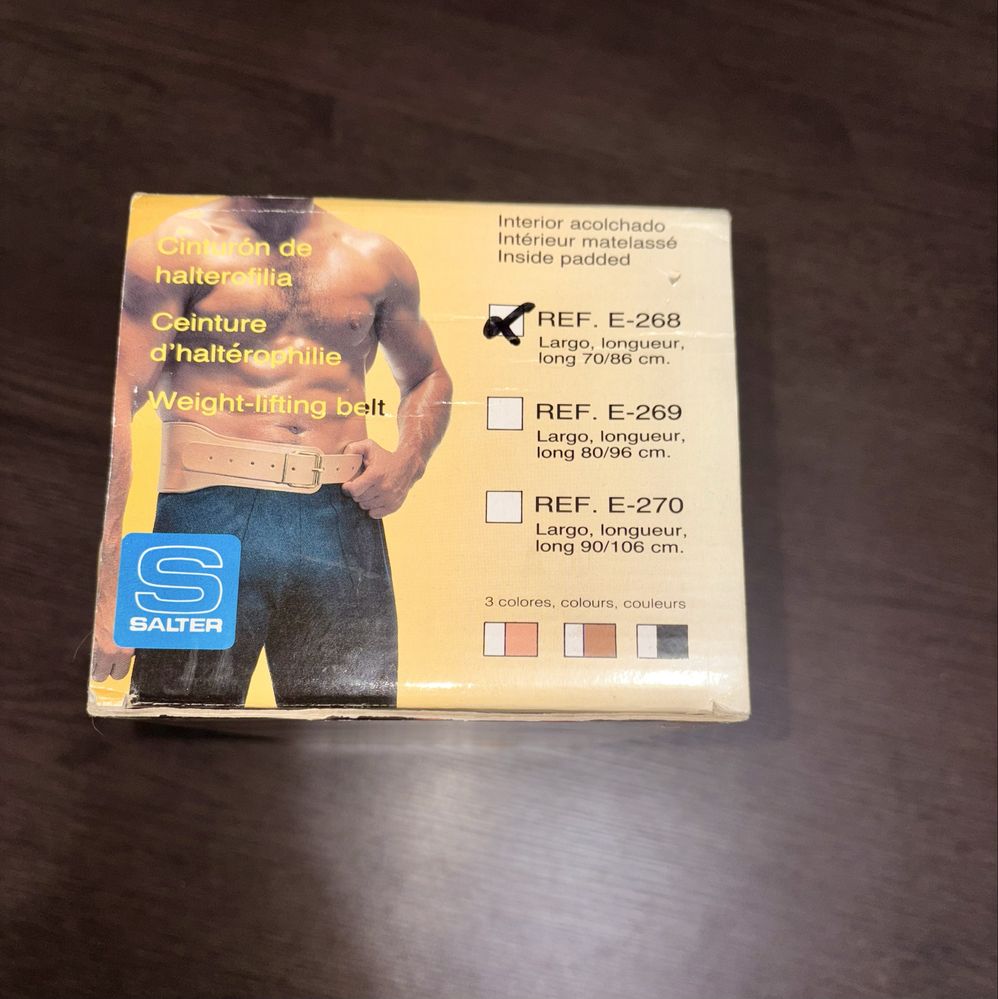 Cinturón de
halterofilia
Ceinture
d'haltérophilie
Weight-lifting belt
S
SALTER
Interior acolchado
Intérieur matelassé
Inside padded
REF. E-268
Largo, longueur,
long 70/86 cm.
REF. E-269
Largo, longueur,
long 80/96 cm.
REF. E-270
Largo, longueur,
long 90/106 cm.
3 colores, colours, couleurs